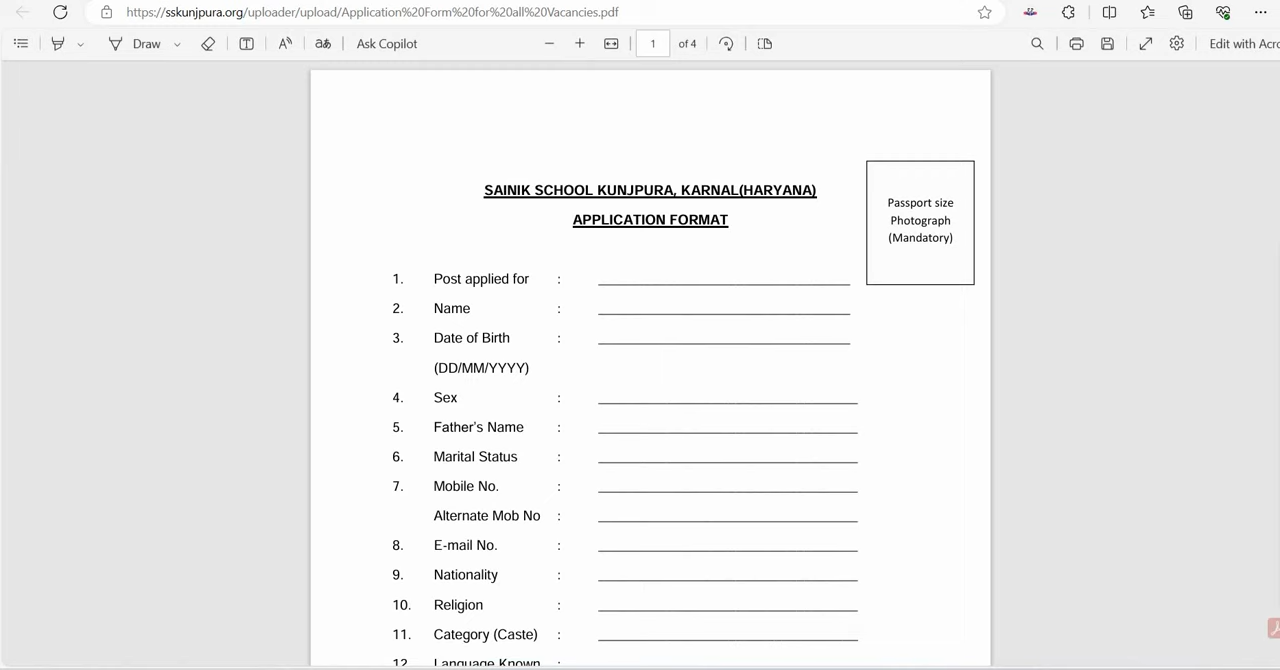 https://sskunjpura.org/uploader/upload/Application%20Form%20for%20all%20Vacancies.pdf
Draw
Ask Copilot
1 of 4
Edit with Acro
SAINIK SCHOOL KUNJPURA, KARNAL(HARYANA)
APPLICATION FORMAT
Passport size
Photograph
(Mandatory)
1. Post applied for :
2. Name :
3. Date of Birth :
(DD/MM/YYYY)
4. Sex :
5. Father's Name :
6. Marital Status :
7. Mobile No. :
Alternate Mob No :
8. E-mail No. :
9. Nationality :
10. Religion :
11. Category (Caste) :
12 Language Known